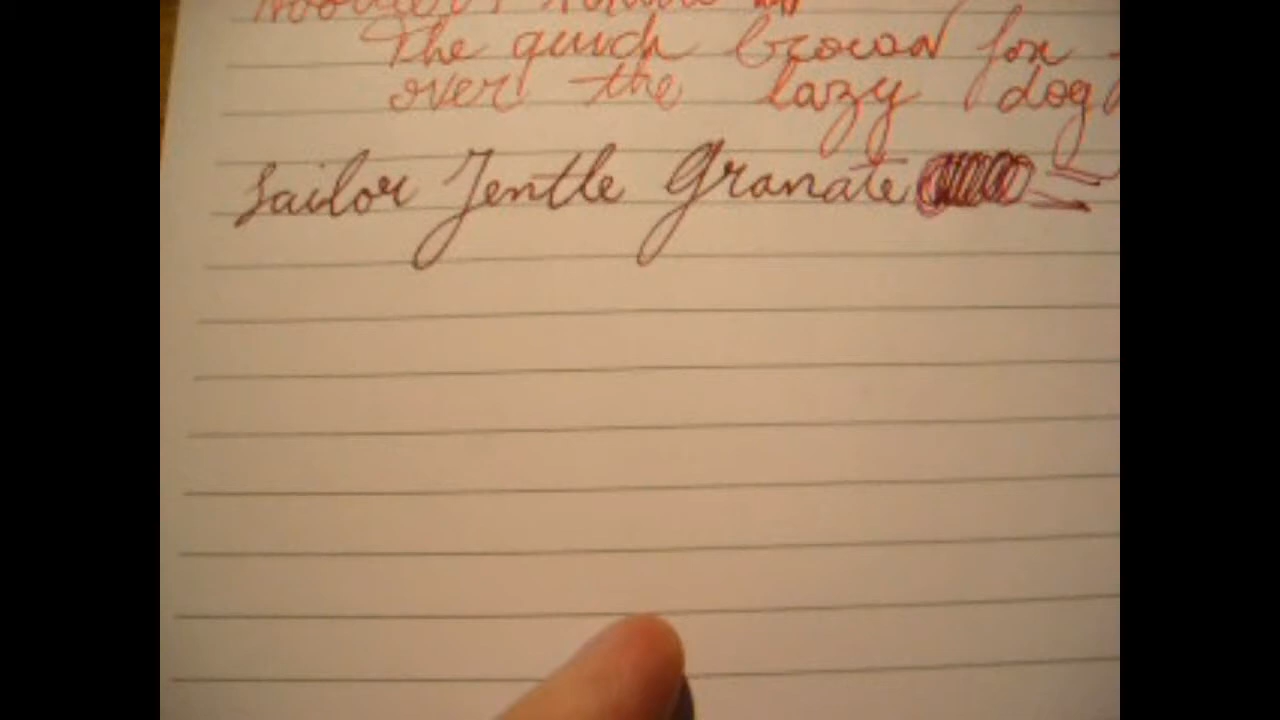 The quick brown fox
over the lazy dog
Sailor Jentle Granate